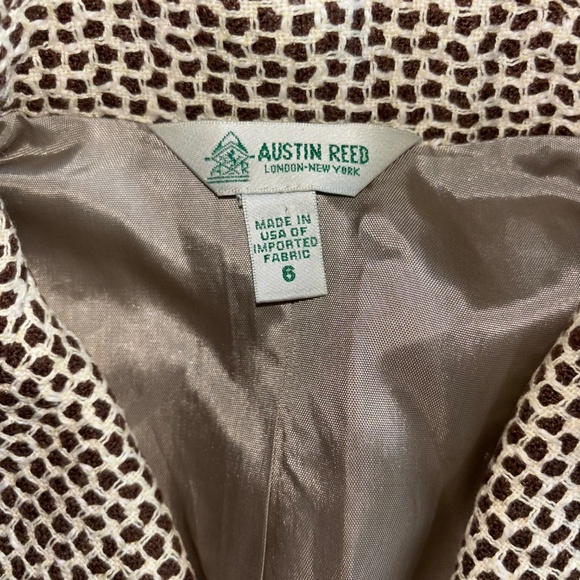 AUSTIN REED
LONDON-NEW YORK
MADE IN
USA OF
IMPORTED
FABRIC
6